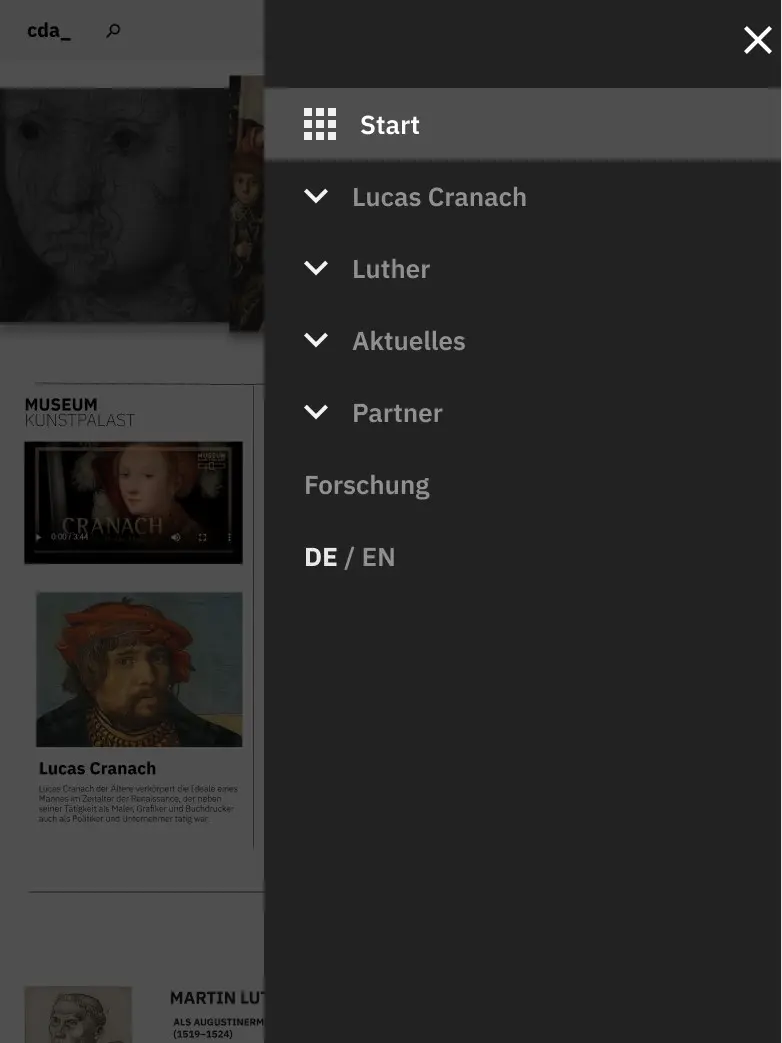 cda_
Start
Lucas Cranach
Luther
Aktuelles
Partner
Forschung
DE / EN
MUSEUM
KUNSTPALAST
CRANACH
0:00 / 3:44
Lucas Cranach
Lucas Cranach der Ältere verkörpert die Ideale eines
Mannes im Zeitalter der Renaissance, der neben
seiner Tätigkeit als Maler, Grafiker und Buchdrucker
auch als Politiker und Unternehmer tätig war.
MARTIN LUT
ALS AUGUSTINERM
(1519–1524)